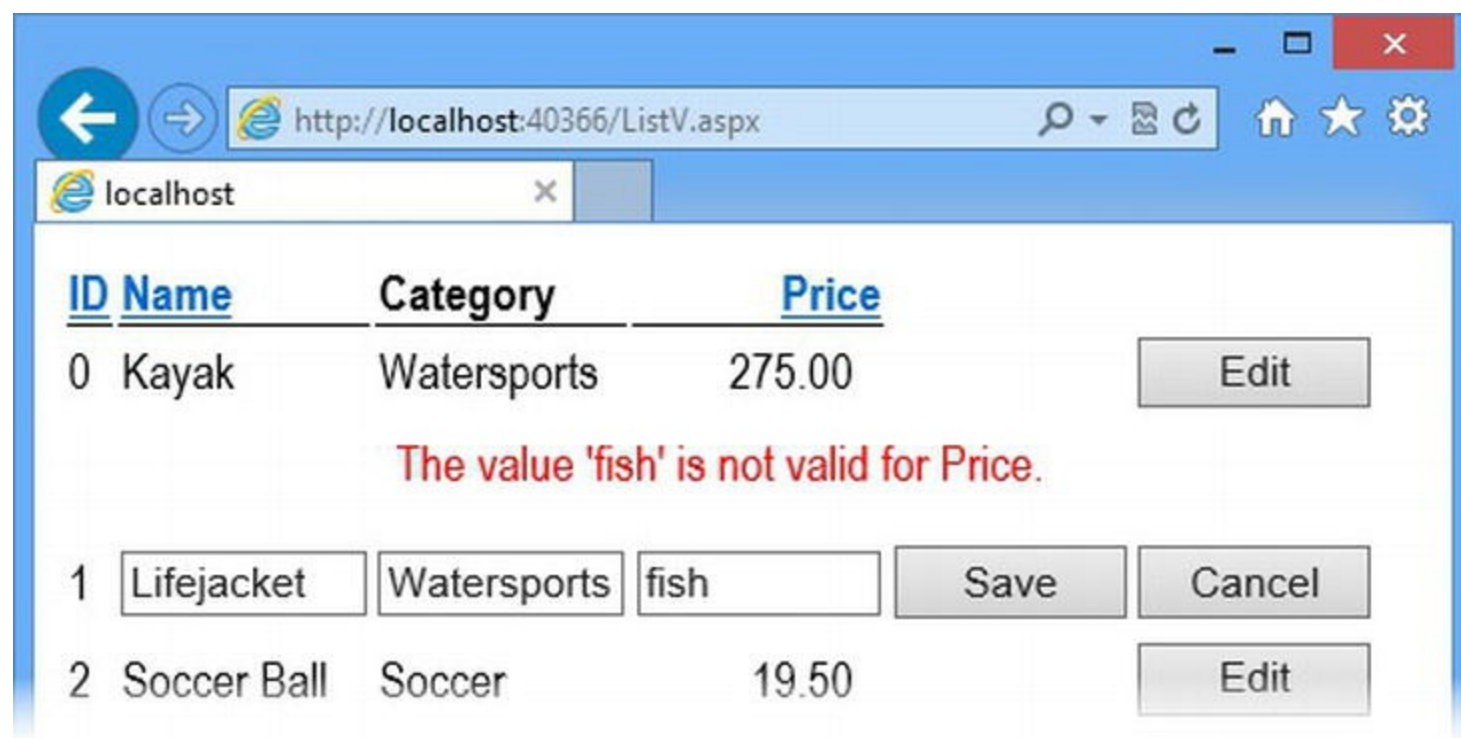 http://localhost:40366/ListV.aspx
localhost
ID Name Category Price
0 Kayak Watersports 275.00 Edit
The value 'fish' is not valid for Price.
1 Lifejacket Watersports fish Save Cancel
2 Soccer Ball Soccer 19.50 Edit